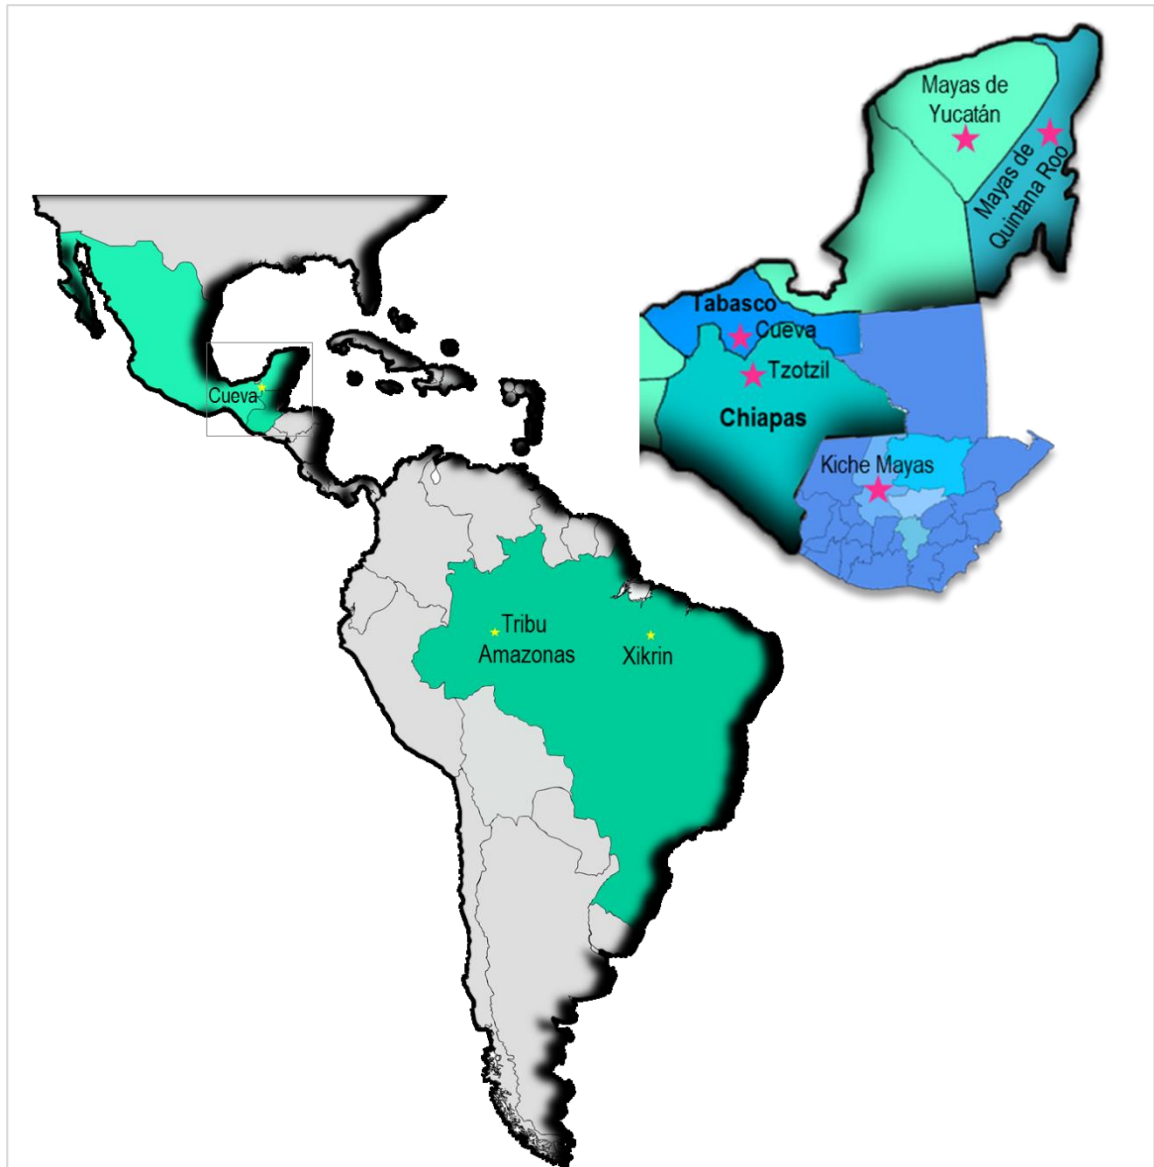 Mayas de
Yucatán
Mayas de
Quintana Roo
Tabasco
Cueva
Tzotzil
Chiapas
Kiche Mayas
Cueva
Tribu
Amazonas
Xikrin